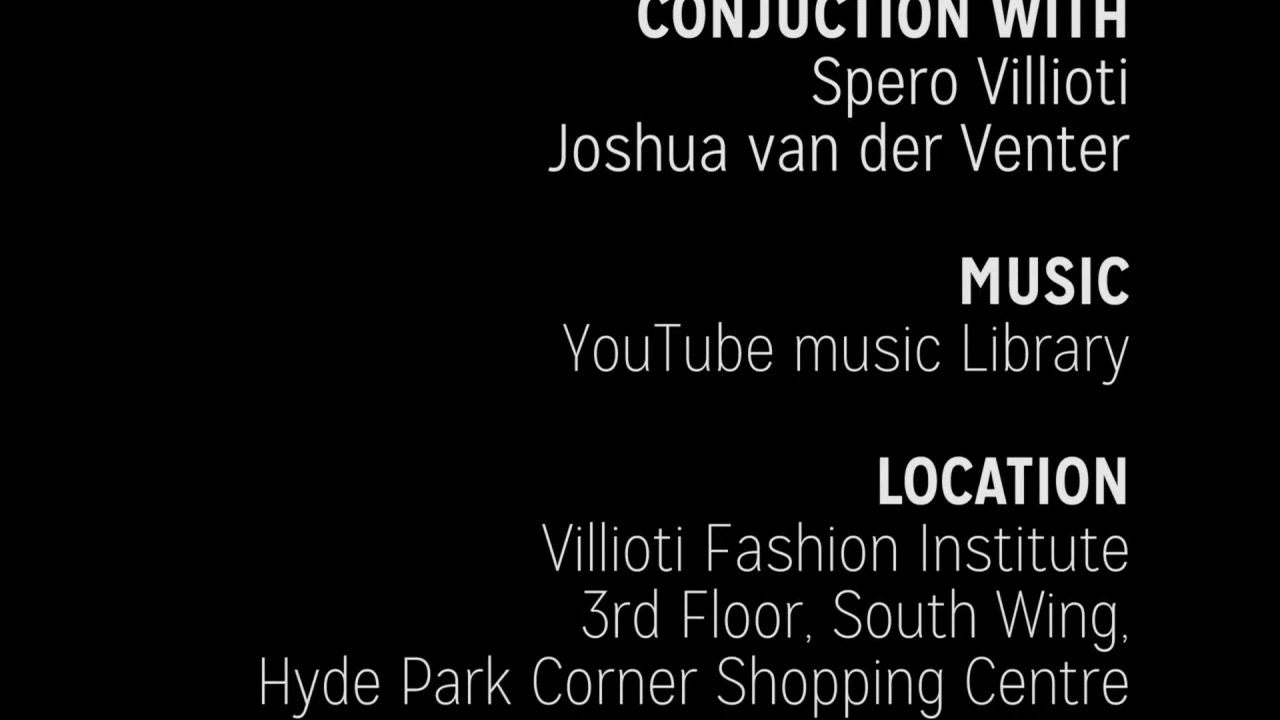 CONJUCTION WITH
Spero Villioti
Joshua van der Venter
MUSIC
YouTube music Library
LOCATION
Villioti Fashion Institute
3rd Floor, South Wing,
Hyde Park Corner Shopping Centre